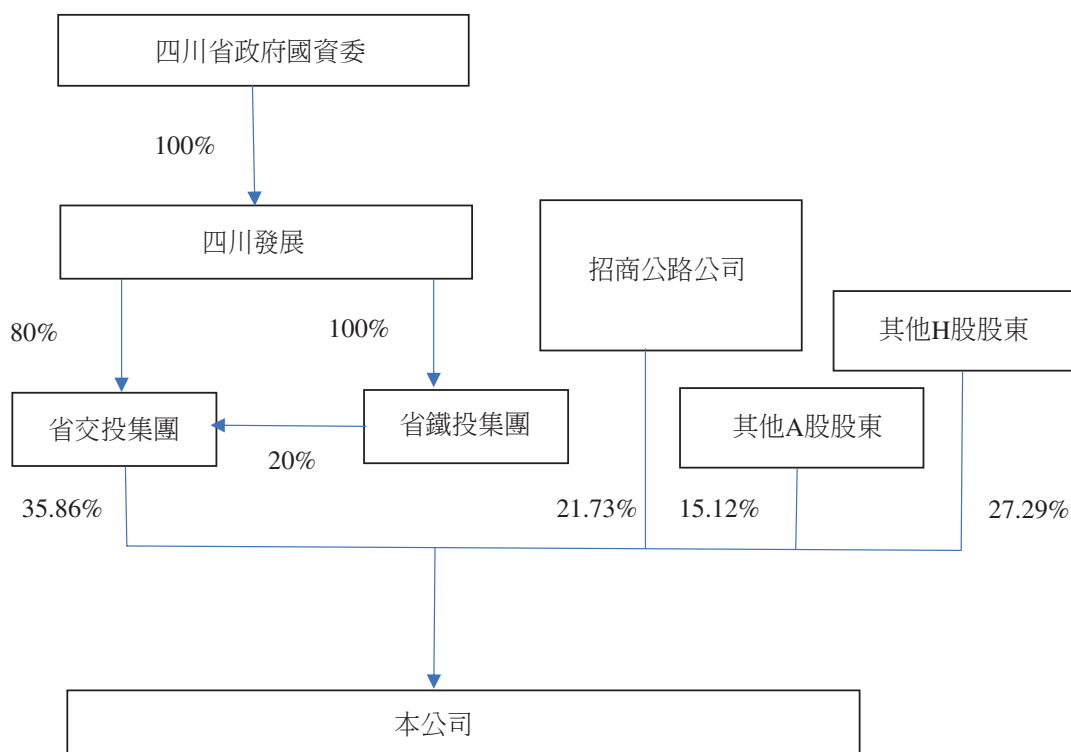 四川省政府國資委
100%
四川發展
招商公路公司
80%
100%
其他H股股東
省交投集團
省鐵投集團
其他A股股東
20%
35.86%
21.73%
15.12%
27.29%
本公司